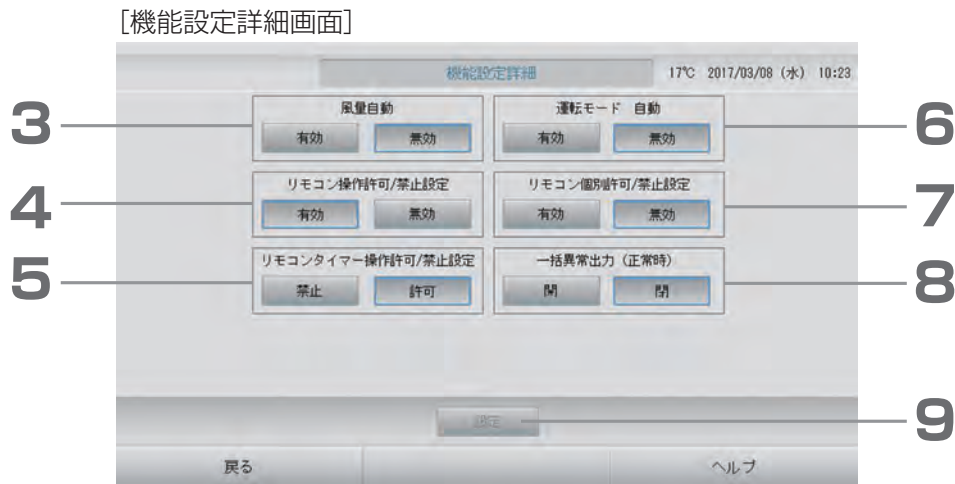 [機能設定詳細画面]
機能設定詳細 17℃ 2017/03/08 (水) 10:23
3 風量自動 運転モード 自動 6
有効 無効 有効 無効
4 リモコン操作許可/禁止設定 リモコン個別許可/禁止設定 7
有効 無効 有効 無効
5 リモコンタイマー操作許可/禁止設定 一括異常出力 (正常時) 8
禁止 許可 開 閉
設定 9
戻る ヘルプ